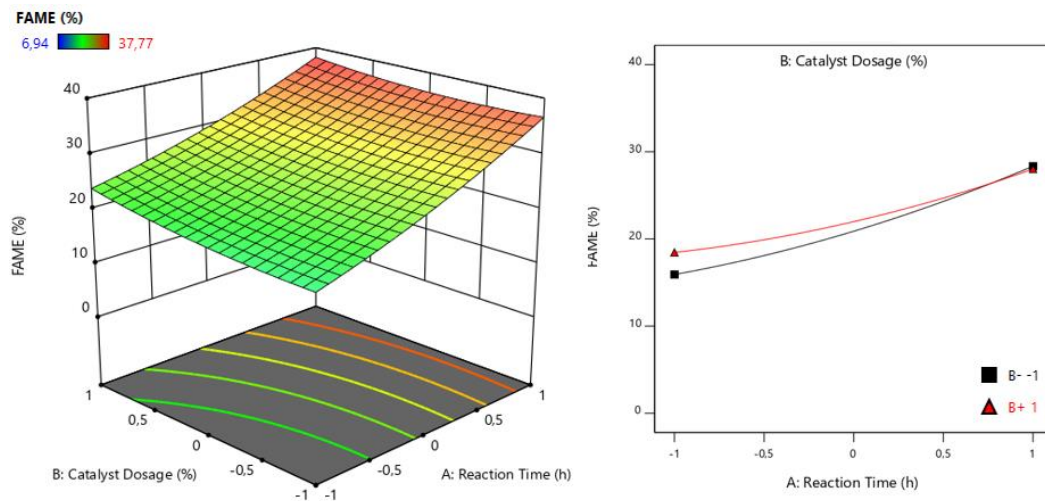 FAME (%)
6,94 37,77
40
30
20
10
0
FAME (%)
1
0,5
0
-0,5
-1
B: Catalyst Dosage (%)
-1
-0,5
0
0,5
1
A: Reaction Time (h)
B: Catalyst Dosage (%)
40
30
20
10
0
FAME (%)
-1 -0,5 0 0,5 1
A: Reaction Time (h)
B- -1
B+ 1